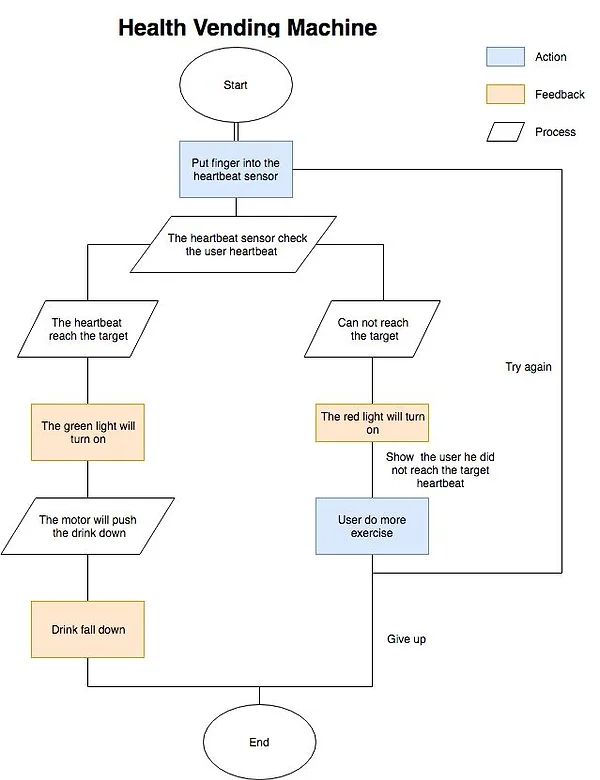 Health Vending Machine
Start
Action
Feedback
Process
Put finger into the
heartbeat sensor
The heartbeat sensor check
the user heartbeat
The heartbeat
reach the target
Can not reach
the target
Try again
The green light will
turn on
The red light will turn
on
Show the user he did
not reach the target
heartbeat
The motor will push
the drink down
User do more
exercise
Drink fall down
Give up
End